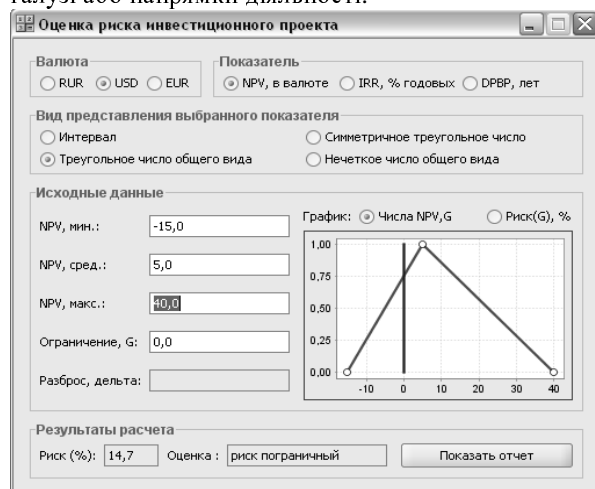 галузі або напрямки діяльності.
Оценка риска инвестиционного проекта
Валюта
Показатель
RUR USD EUR
NPV, в валюте IRR, % годовых DPBP, лет
Вид представления выбранного показателя
Интервал
Симметричное треугольное число
Треугольное число общего вида
Нечеткое число общего вида
Исходные данные
NPV, мин.: -15,0
NPV, сред.: 5,0
NPV, макс.: 40,0
Ограничение, G: 0,0
Разброс, дельта:
График: Числа NPV,G Риск(G), %
1,00
0,75
0,50
0,25
0,00
-10 0 10 20 30 40
Результаты расчета
Риск (%): 14,7 Оценка : риск пограничный Показать отчет